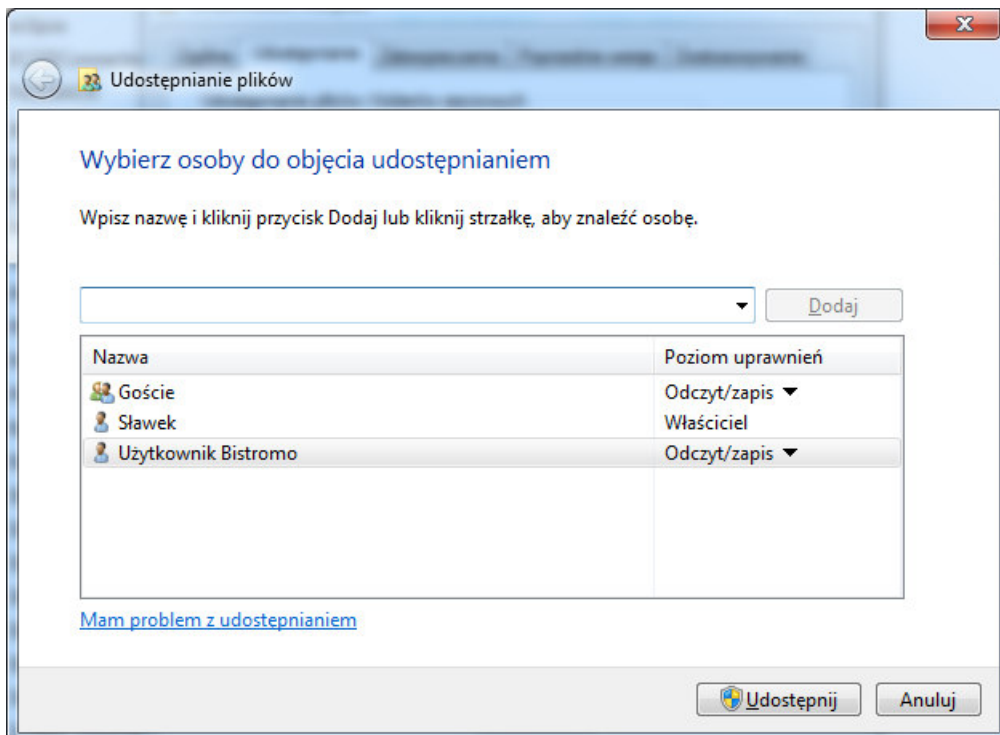 Udostępnianie plików
Wybierz osoby do objęcia udostępnianiem
Wpisz nazwę i kliknij przycisk Dodaj lub kliknij strzałkę, aby znaleźć osobę.
Dodaj
Nazwa Poziom uprawnień
Goście Odczyt/zapis
Sławek Właściciel
Użytkownik Bistromo Odczyt/zapis
Mam problem z udostępnianiem
Udostępnij Anuluj